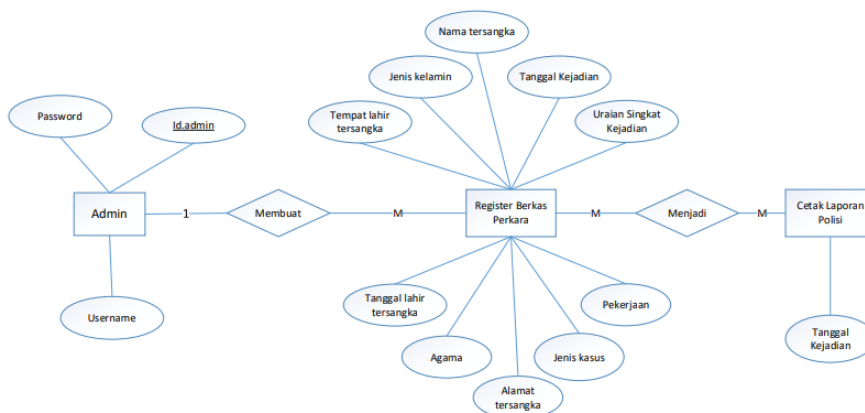 Nama tersangka
Jenis kelamin
Tanggal Kejadian
Tempat lahir
tersangka
Uraian Singkat
Kejadian
Password
Id.admin
Admin
1
Membuat
M
Register Berkas
Perkara
M
Menjadi
M
Cetak Laporan
Polisi
Tanggal lahir
tersangka
Pekerjaan
Username
Agama
Jenis kasus
Alamat
tersangka
Tanggal
Kejadian